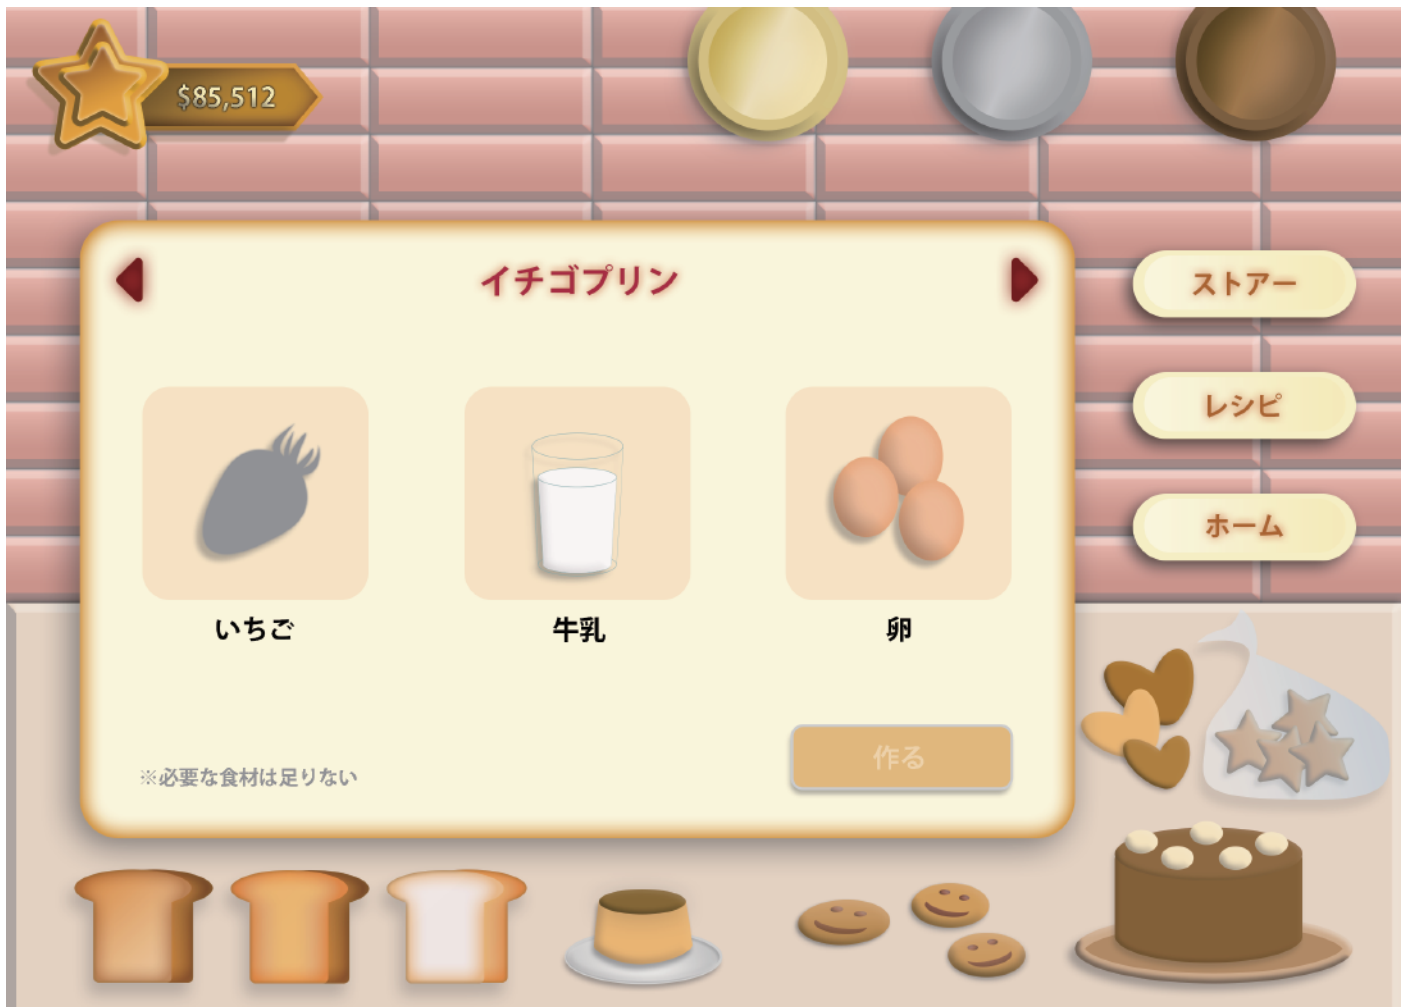 $85,512
イチゴプリン
ストアー
レシピ
ホーム
いちご
牛乳
卵
※必要な食材は足りない
作る